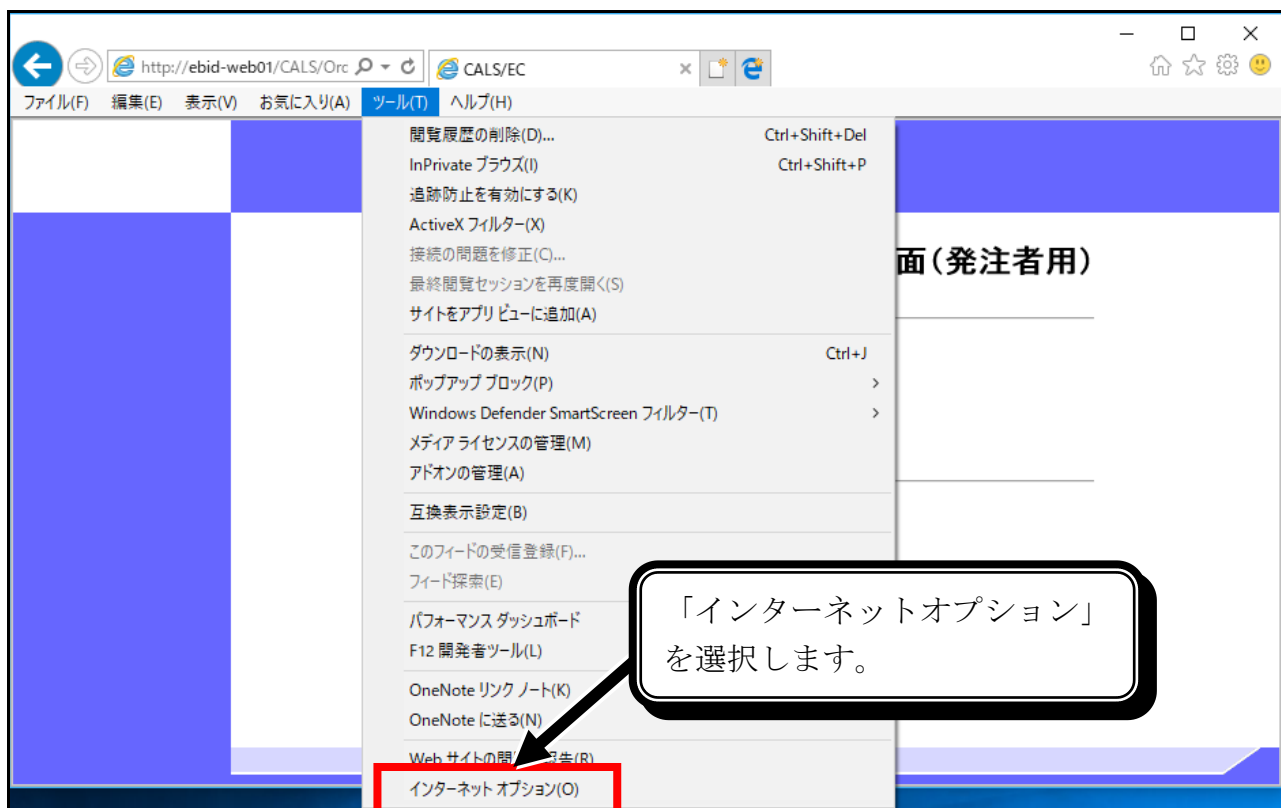 http://ebid-web01/CALS/Orc
CALS/EC
ファイル(F) 編集(E) 表示(V) お気に入り(A) ツール(T) ヘルプ(H)
閲覧履歴の削除(D)... Ctrl+Shift+Del
InPrivate ブラウズ(I) Ctrl+Shift+P
追跡防止を有効にする(K)
ActiveX フィルター(X)
接続の問題を修正(C)...
最終閲覧セッションを再度開く(S)
サイトをアプリ ビューに追加(A)
面(発注者用)
ダウンロードの表示(N) Ctrl+J
ポップアップ ブロック(P)
Windows Defender SmartScreen フィルター(T)
メディア ライセンスの管理(M)
アドオンの管理(A)
互換表示設定(B)
このフィードの受信登録(F)...
フィード探索(E)
パフォーマンス ダッシュボード
F12 開発者ツール(L)
OneNote リンク ノート(K)
OneNote に送る(N)
Web サイトの問 報告(R)
インターネット オプション(O)
「インターネットオプション」
を選択します。